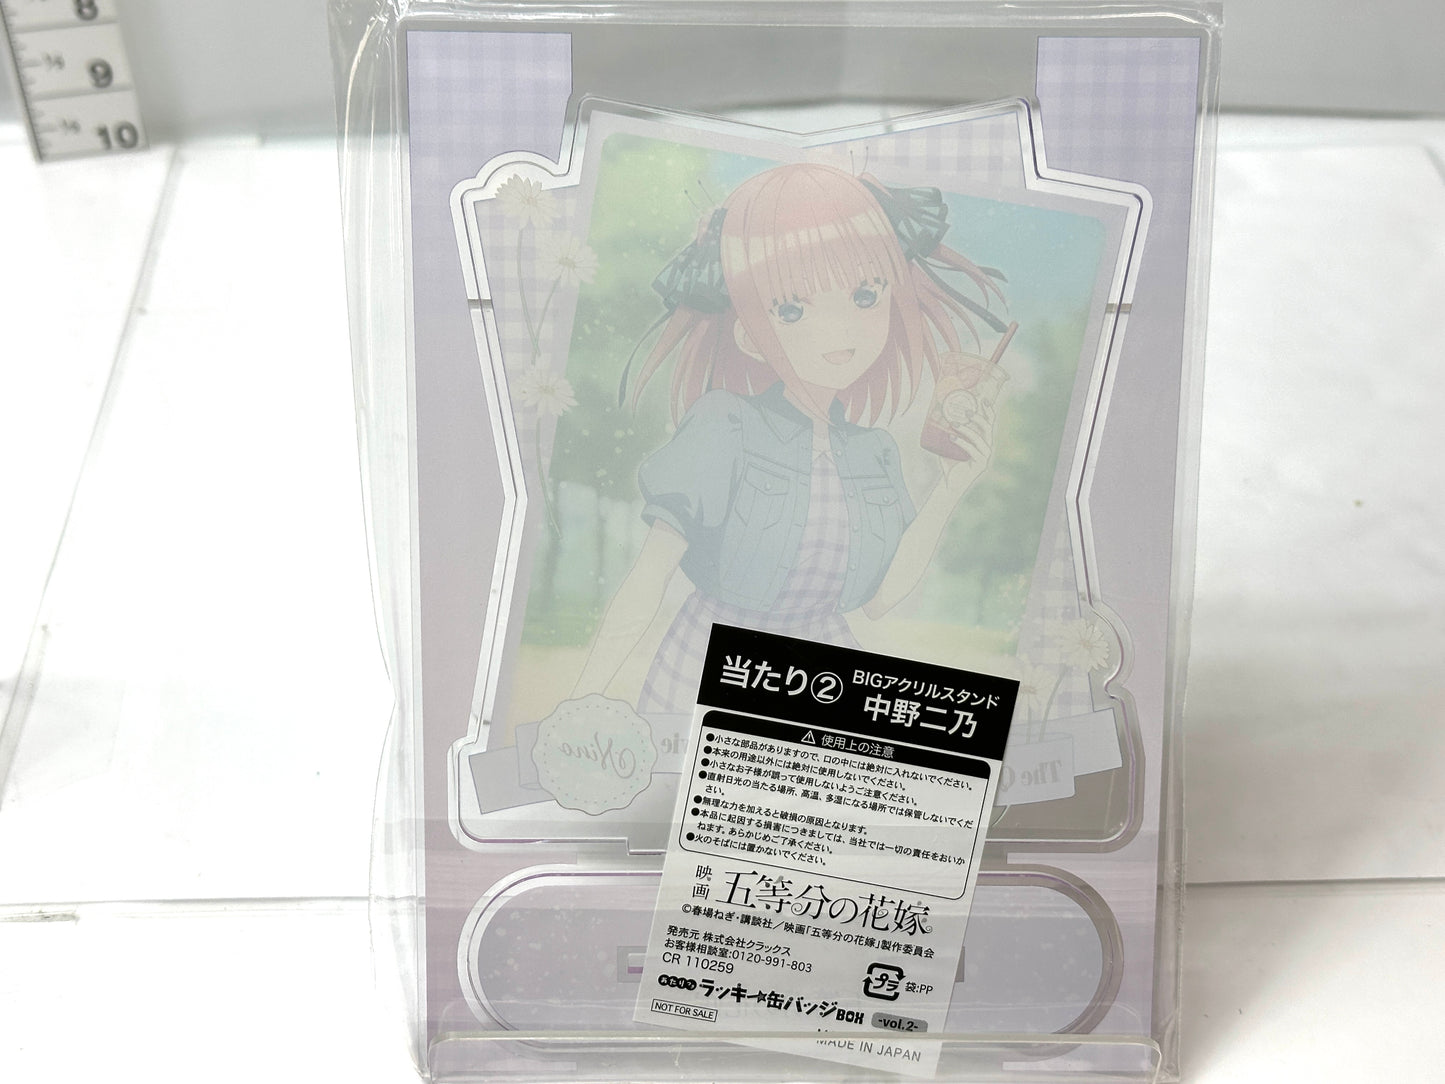 8
9
10
当たり②
BIGアクリルスタンド
中野二乃
使用上の注意
●小さな部品がありますので、口の中には絶対に入れないでください。
●本来の用途以外には絶対に使用しないでください。
●小さなお子様が誤って使用しないようご注意ください。
●直射日光の当たる場所、高温、多湿になる場所では保管しないでくだ
さい。
●無理な力を加えると破損の原因となります。
●本品に起因する損害につきましては、当社では一切の責任をおいか
ねます。あらかじめご了承ください。
●火のそばには置かないでください。
映画 五等分の花嫁
©春場ねぎ・講談社／映画「五等分の花嫁」製作委員会
発売元 株式会社クラックス
お客様相談室:0120-991-803
CR 110259
プラ 袋:PP
おたりつ ラッキー★缶バッジBOX -vol.2-
NOT FOR SALE
MADE IN JAPAN
Nino
The Q